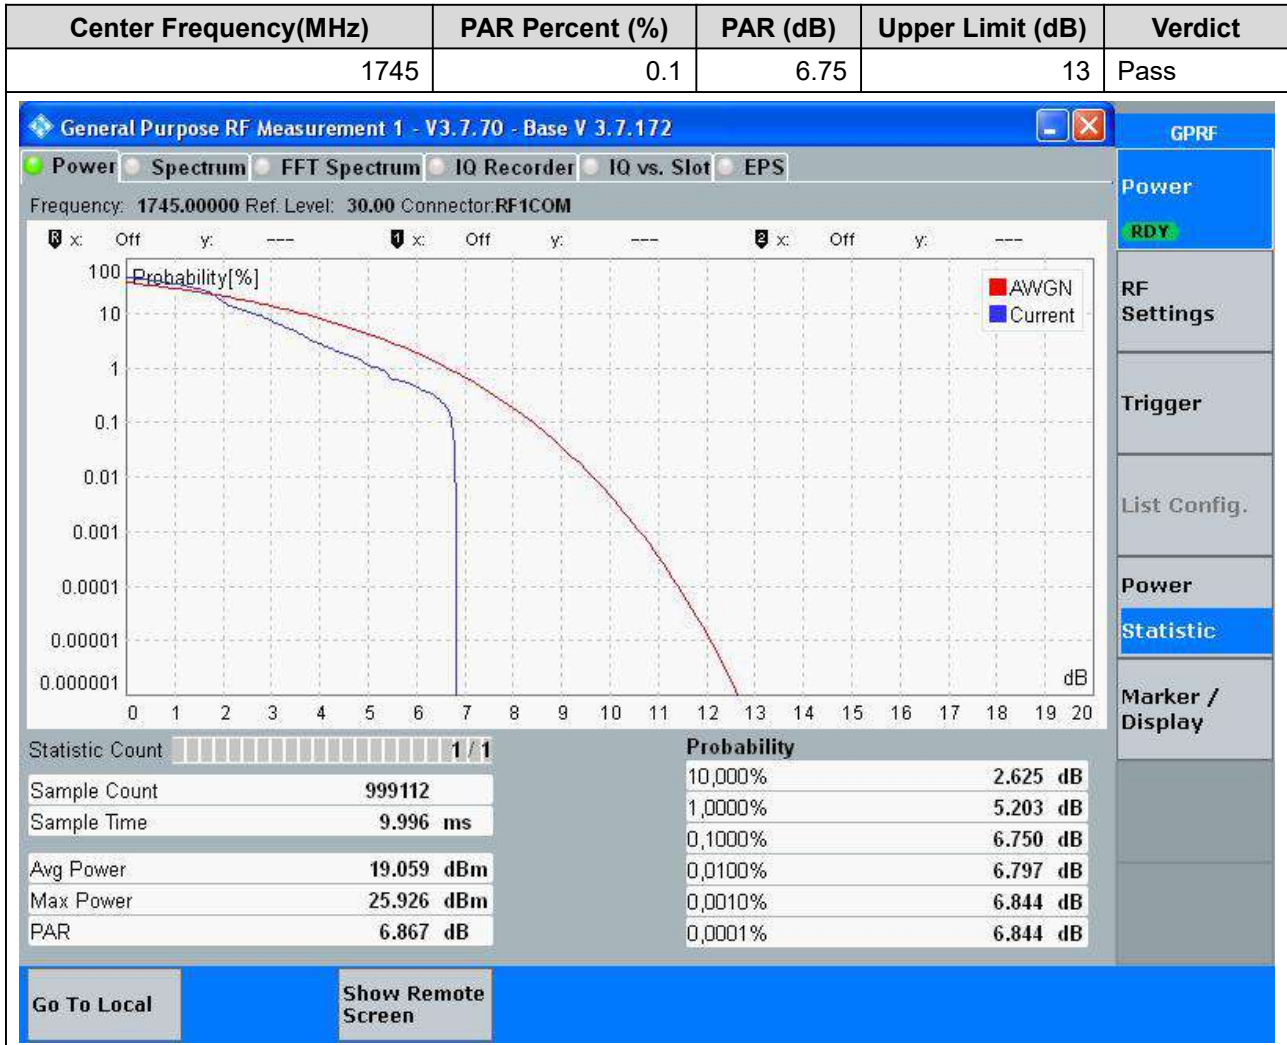 Center Frequency(MHz) PAR Percent (%) PAR (dB) Upper Limit (dB) Verdict
1745 0.1 6.75 13 Pass
General Purpose RF Measurement 1 - V3.7.70 - Base V 3.7.172
GPRF
Power Spectrum FFT Spectrum IQ Recorder IQ vs. Slot EPS
Frequency: 1745.00000 Ref. Level: 30.00 Connector:RF1COM
R x: Off y: --- 1 x: Off y: --- 2 x: Off y: ---
Probability[%]
100
10
1
0.1
0.01
0.001
0.0001
0.00001
0.000001
AWGN
Current
dB
0 1 2 3 4 5 6 7 8 9 10 11 12 13 14 15 16 17 18 19 20
Statistic Count 1 / 1
Sample Count 999112
Sample Time 9.996 ms
Avg Power 19.059 dBm
Max Power 25.926 dBm
PAR 6.867 dB
Probability
10,000% 2.625 dB
1,0000% 5.203 dB
0,1000% 6.750 dB
0,0100% 6.797 dB
0,0010% 6.844 dB
0,0001% 6.844 dB
Power
RDY
RF
Settings
Trigger
List Config.
Power
Statistic
Marker /
Display
Go To Local
Show Remote
Screen